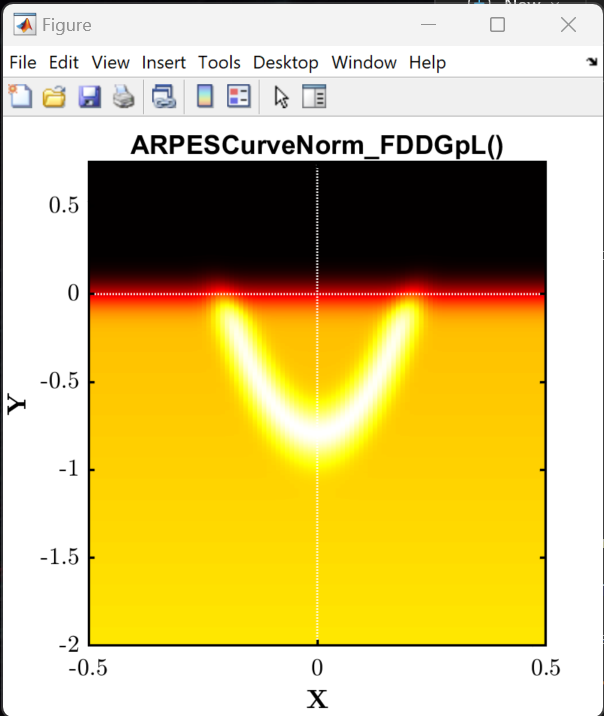 Figure
File Edit View Insert Tools Desktop Window Help
ARPESCurveNorm_FDDGpL()
0.5
0
-0.5
-1
-1.5
-2
Y
-0.5 0 0.5
X